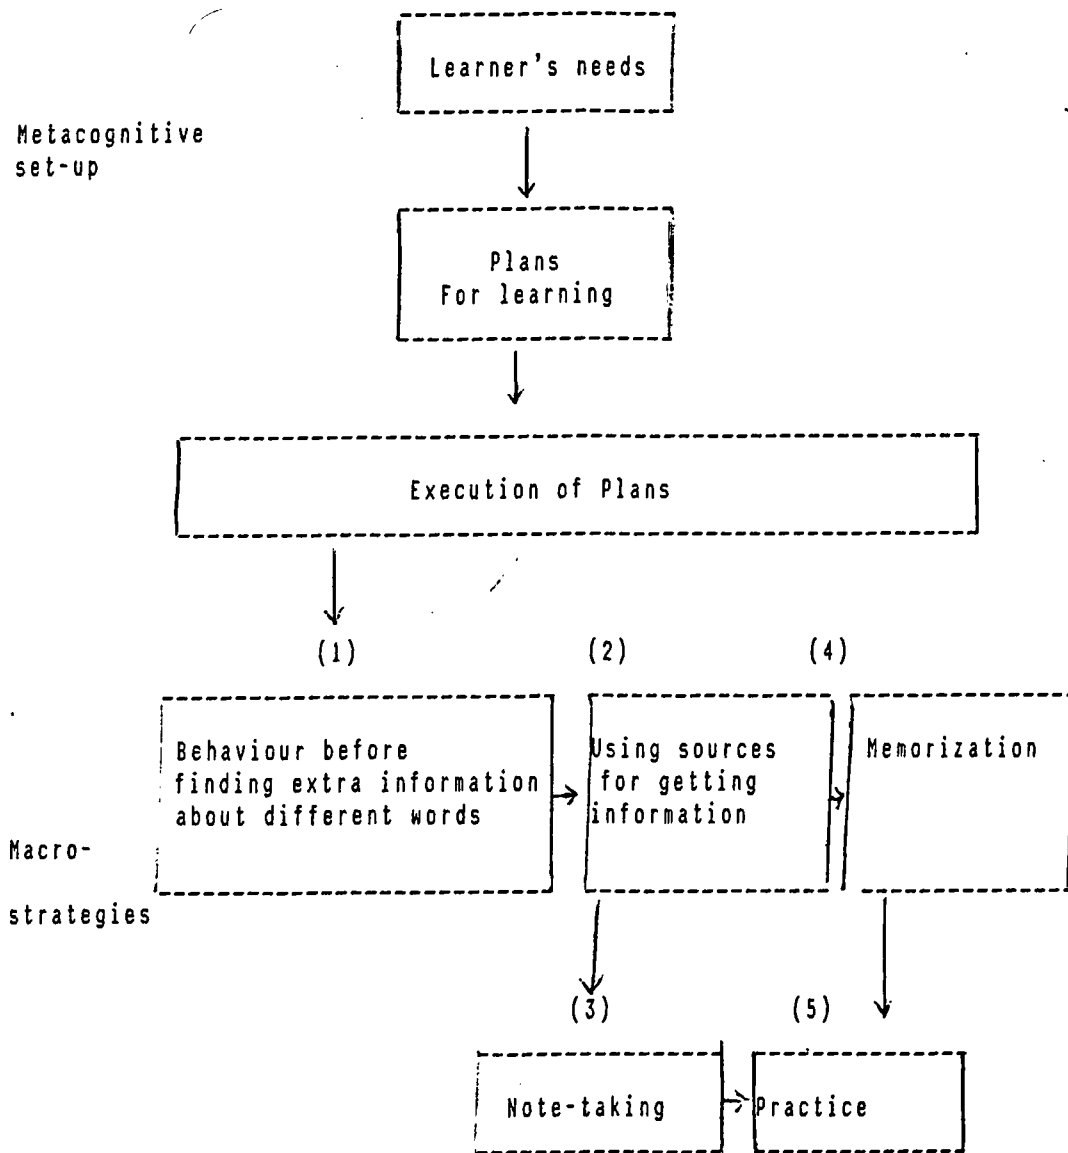 Learner's needs
Metacognitive
set-up
Plans
For learning
Execution of Plans
(1)
(2)
(4)
Behaviour before
finding extra information
about different words
Using sources
for getting
information
Memorization
Macro-
strategies
(3)
(5)
Note-taking
Practice